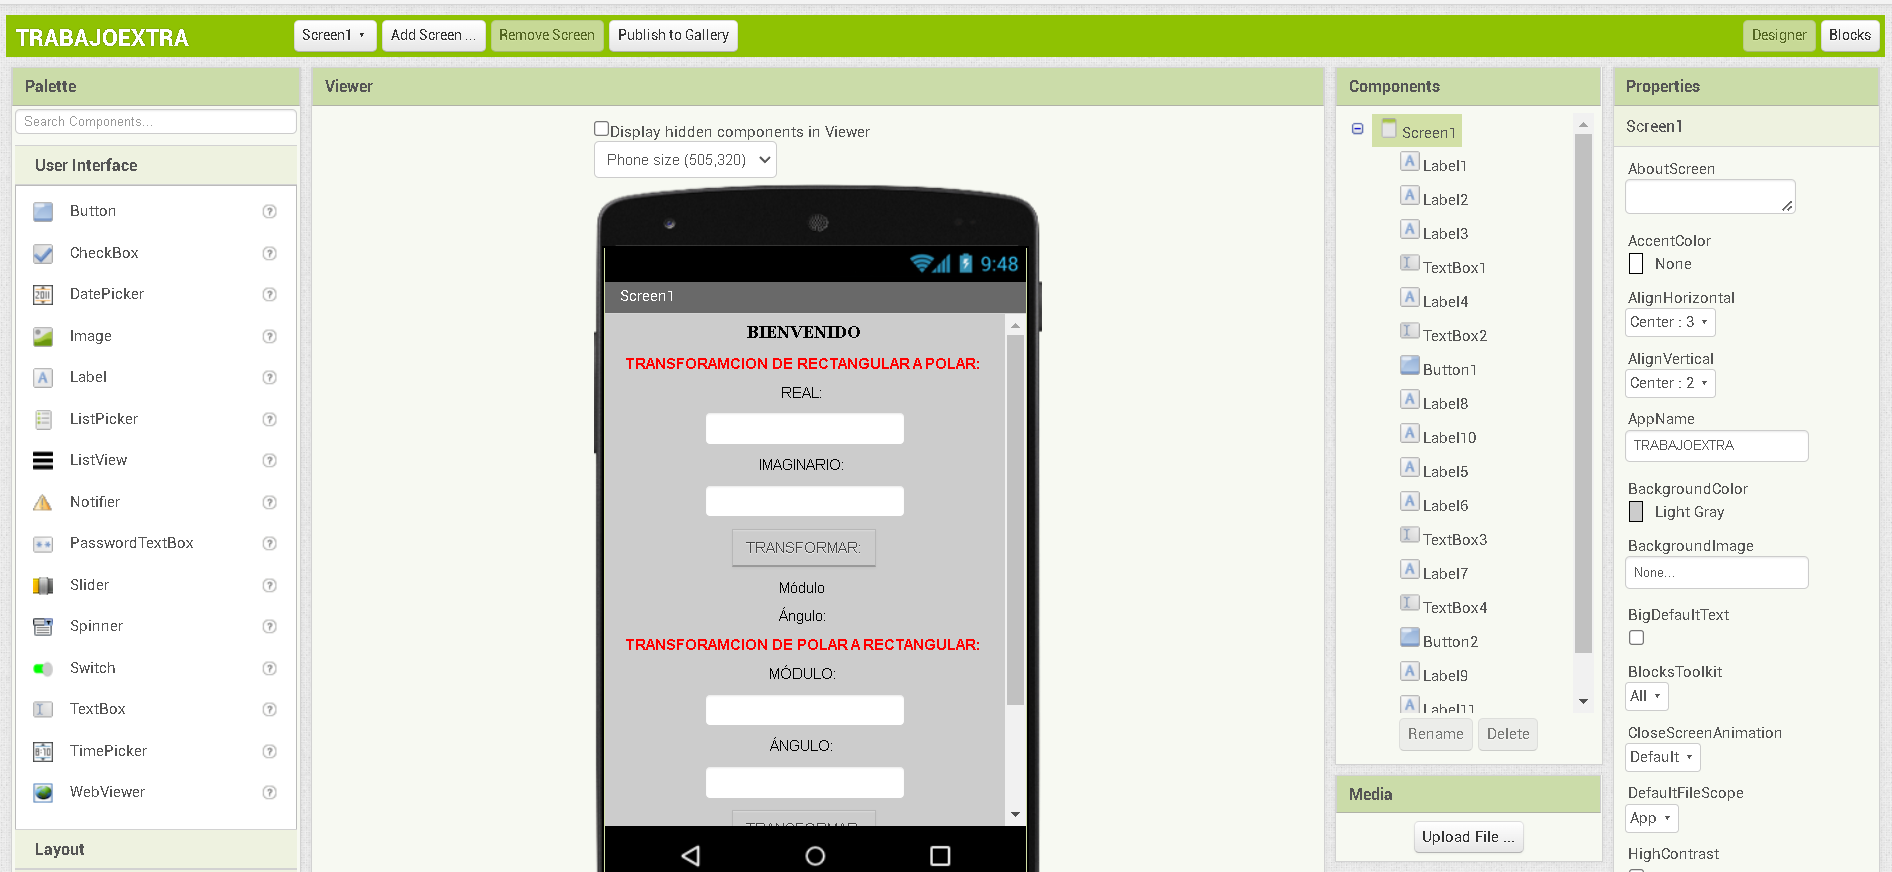 TRABAJOEXTRA
Screen1
Add Screen ...
Remove Screen
Publish to Gallery
Designer
Blocks
Palette
Search Components...
User Interface
Button
CheckBox
DatePicker
Image
Label
ListPicker
ListView
Notifier
PasswordTextBox
Slider
Spinner
Switch
TextBox
TimePicker
WebViewer
Layout
Viewer
Display hidden components in Viewer
Phone size (505,320)
9:48
Screen1
BIENVENIDO
TRANSFORAMCION DE RECTANGULAR A POLAR:
REAL:
IMAGINARIO:
TRANSFORMAR:
Módulo
Ángulo:
TRANSFORAMCION DE POLAR A RECTANGULAR:
MÓDULO:
ÁNGULO:
TRANSFORMAR
Components
Screen1
Label1
Label2
Label3
TextBox1
Label4
TextBox2
Button1
Label8
Label10
Label5
Label6
TextBox3
Label7
TextBox4
Button2
Label9
Label11
Rename
Delete
Media
Upload File ...
Properties
Screen1
AboutScreen
AccentColor
None
AlignHorizontal
Center : 3
AlignVertical
Center : 2
AppName
TRABAJOEXTRA
BackgroundColor
Light Gray
BackgroundImage
None...
BigDefaultText
BlocksToolkit
All
CloseScreenAnimation
Default
DefaultFileScope
App
HighContrast